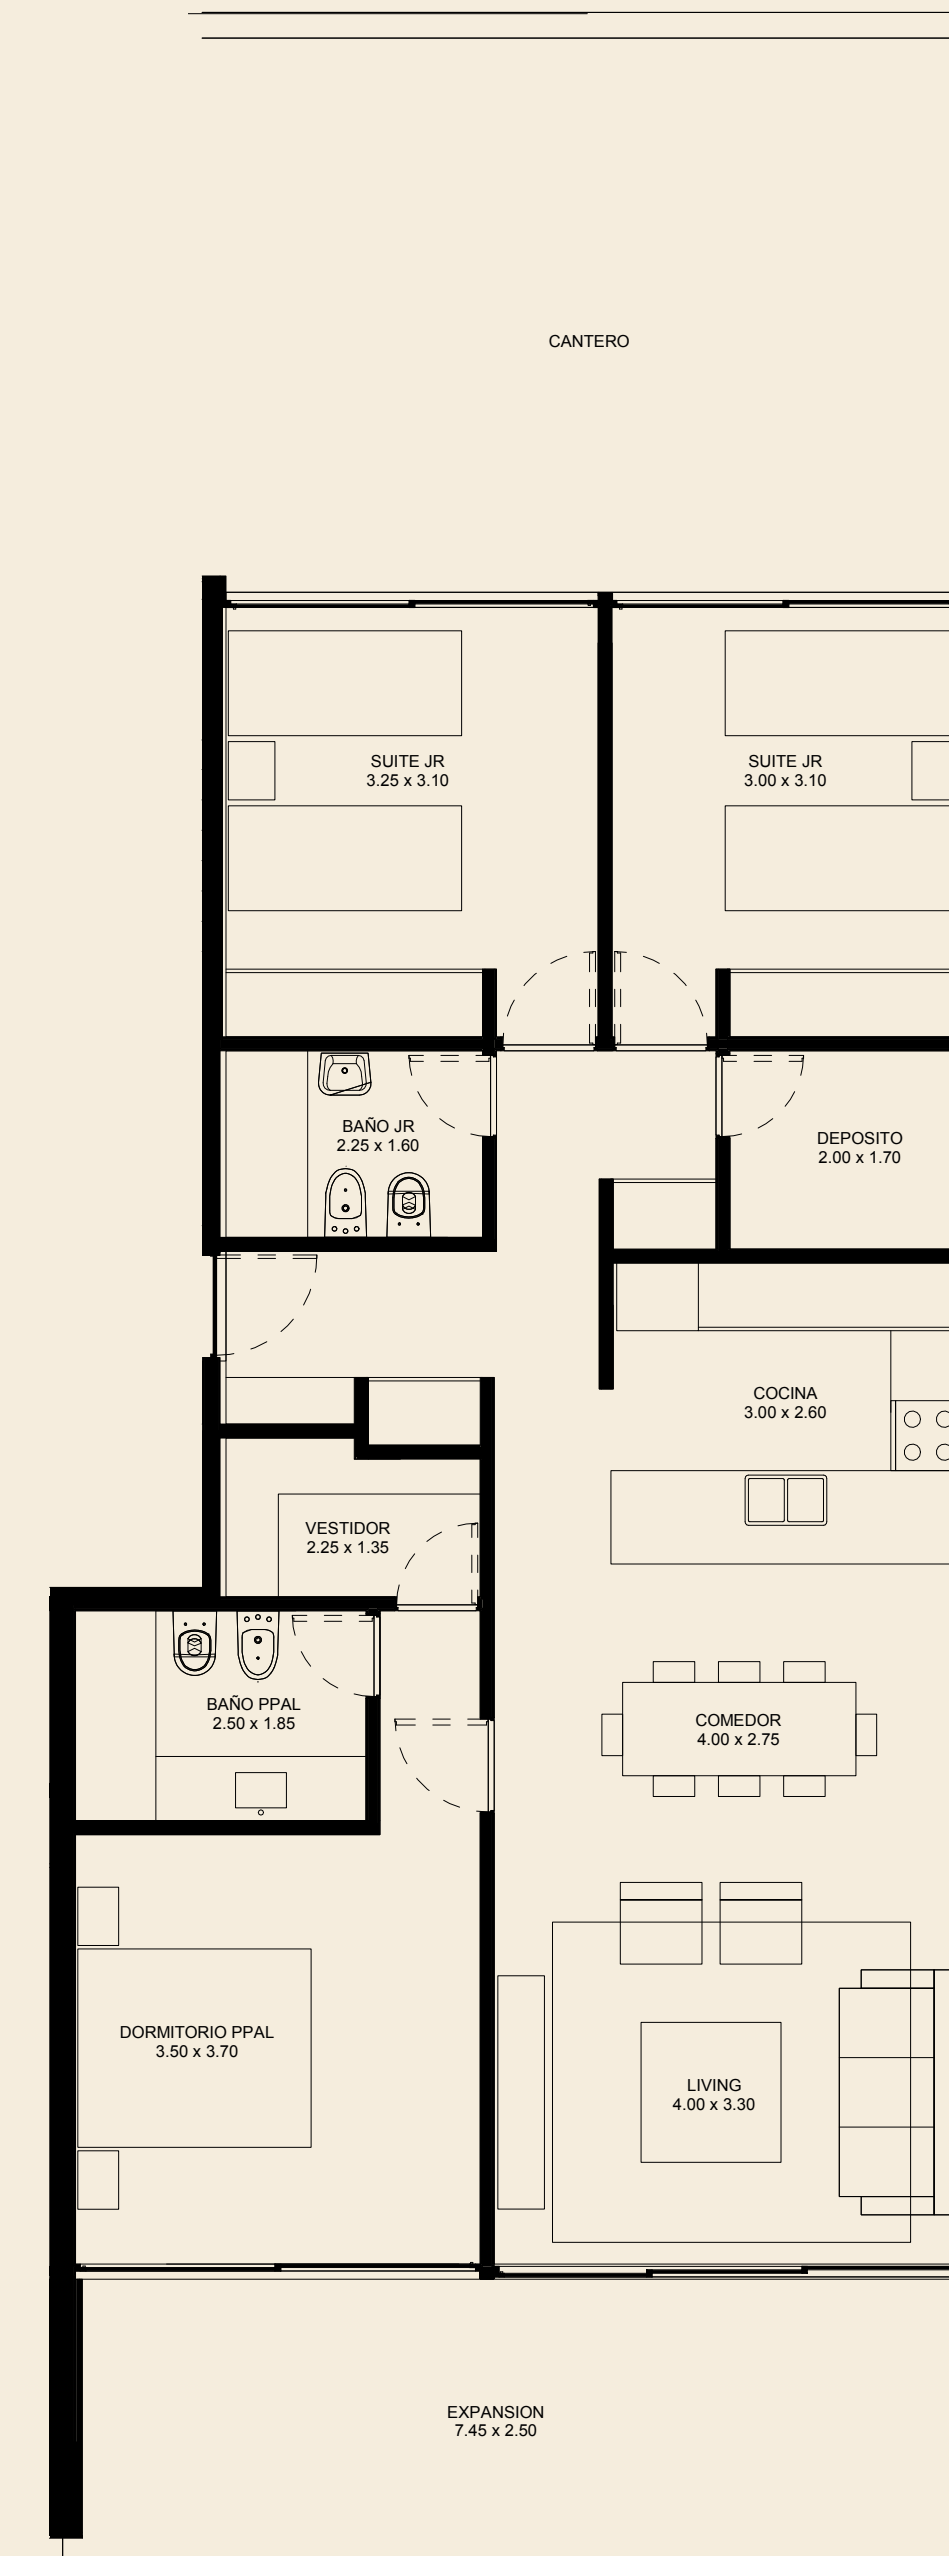 CANTERO
SUITE JR
3.25 x 3.10
SUITE JR
3.00 x 3.10
BAÑO JR
2.25 x 1.60
DEPOSITO
2.00 x 1.70
COCINA
3.00 x 2.60
VESTIDOR
2.25 x 1.35
BAÑO PPAL
2.50 x 1.85
COMEDOR
4.00 x 2.75
DORMITORIO PPAL
3.50 x 3.70
LIVING
4.00 x 3.30
EXPANSION
7.45 x 2.50